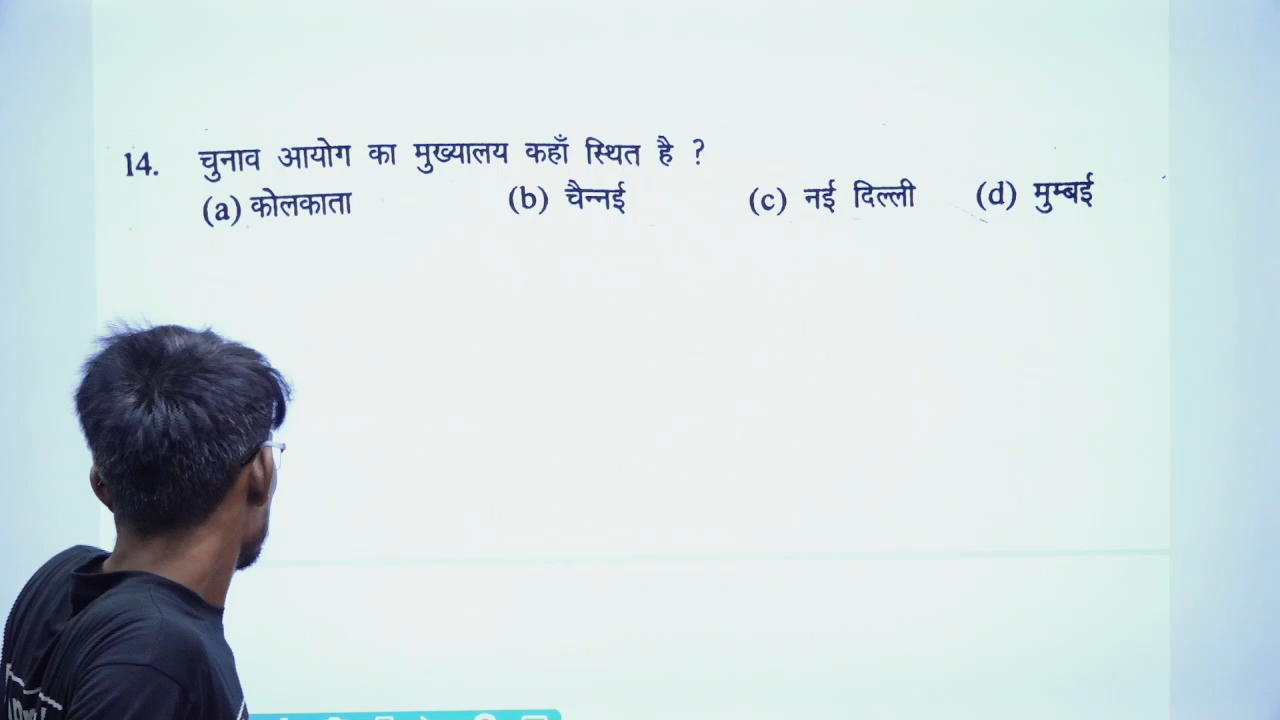 14. चुनाव आयोग का मुख्यालय कहाँ स्थित है ?
(a) कोलकाता (b) चैन्नई (c) नई दिल्ली (d) मुम्बई